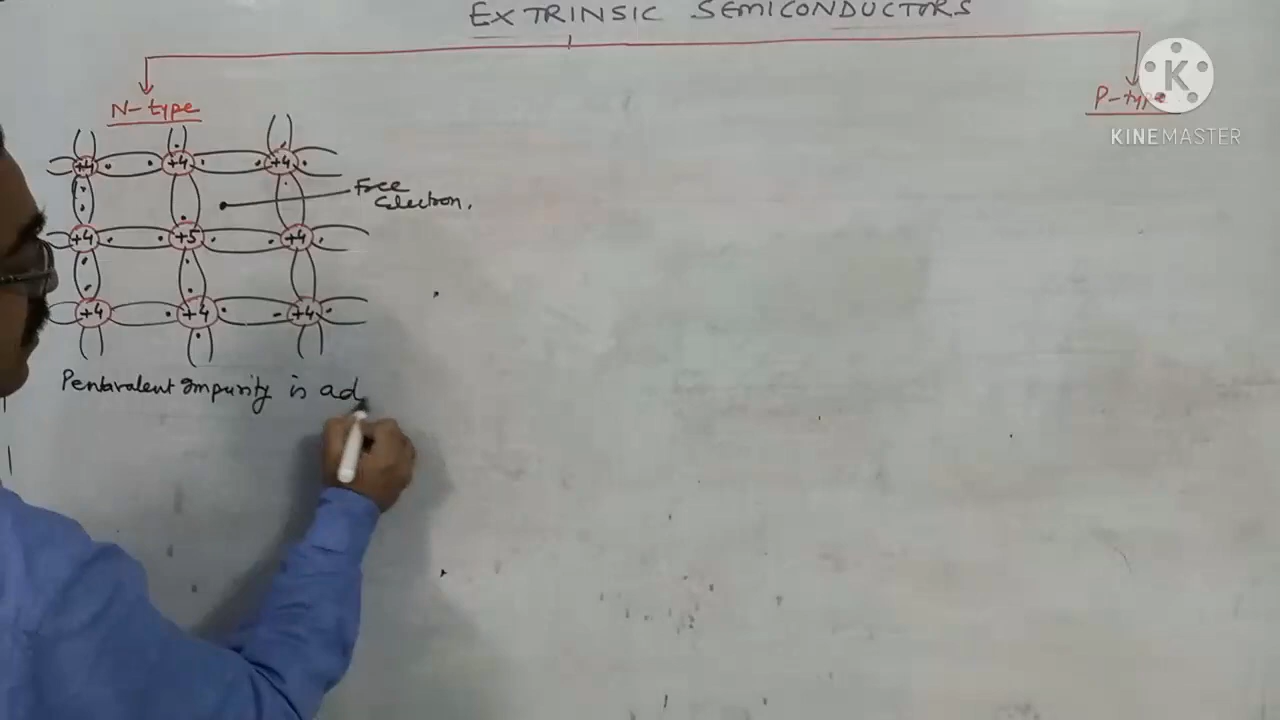 EXTRINSIC SEMICONDUCTORS
N-type
P-type
K
KINEMASTER
+4 +4 +4
Free
Electron.
+4 +5 +4
+4 +4 +4
Pentavalent Impurity is ad